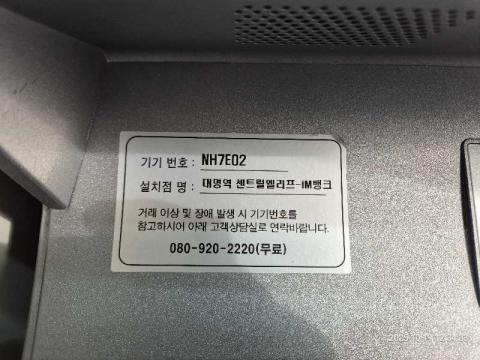 기기 번호 : NH7E02
설치점 명 : 대명역 센트럴엘리프-iM뱅크
거래 이상 및 장애 발생 시 기기번호를
참고하시어 아래 고객상담실로 연락바랍니다.
080-920-2220(무료)